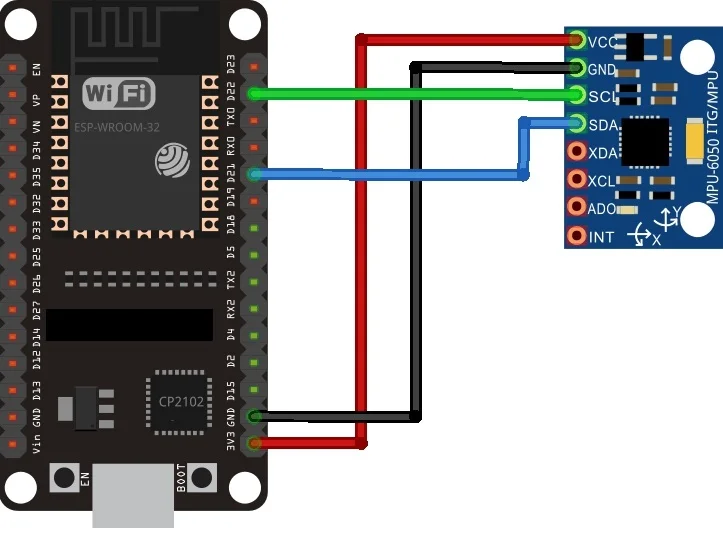 EN
VP
VN
D34
D35
D32
D33
D25
D26
D27
D14
D12
D13
GND
Vin
WiFi
ESP-WROOM-32
CP2102
EN
BOOT
D23
D22
TX0
RX0
D21
D19
D18
D5
TX2
RX2
D4
D2
D15
GND
3V3
VCC
GND
SCL
SDA
XDA
XCL
ADO
INT
MPU-6050 ITG/MPU
Y
X